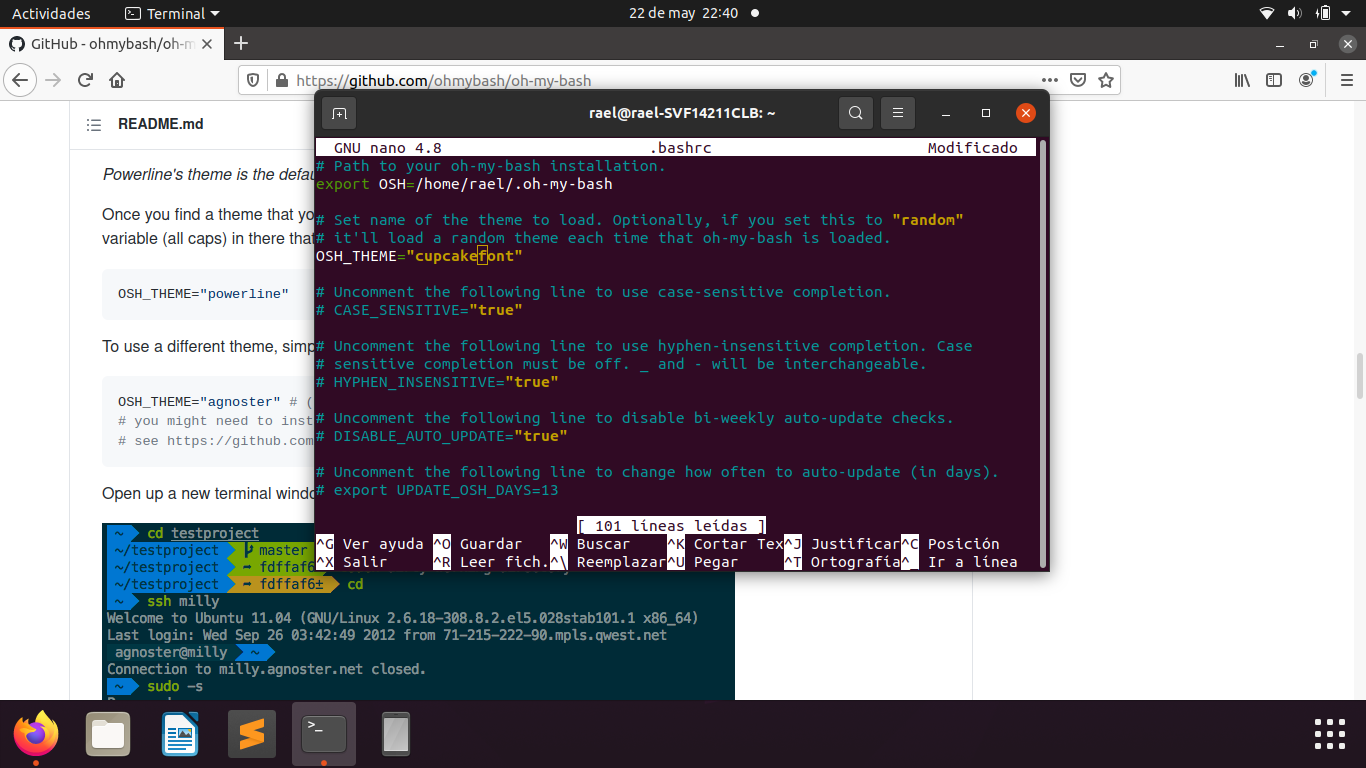 Actividades
Terminal
22 de may 22:40
GitHub - ohmybash/oh-m
https://github.com/ohmybash/oh-my-bash
README.md
Powerline's theme is the
Once you find a theme that
variable (all caps) in there
OSH_THEME="powerline"
To use a different theme,
OSH_THEME="agnoster" # (
# you might need to
# see https://github.com
Open up a new terminal
rael@rael-SVF14211CLB: ~
GNU nano 4.8 .bashrc Modificado
# Path to your oh-my-bash installation.
export OSH=/home/rael/.oh-my-bash
# Set name of the theme to load. Optionally, if you set this to "random"
# it'll load a random theme each time that oh-my-bash is loaded.
OSH_THEME="cupcakefont"
# Uncomment the following line to use case-sensitive completion.
# CASE_SENSITIVE="true"
# Uncomment the following line to use hyphen-insensitive completion. Case
# sensitive completion must be off. _ and - will be interchangeable.
# HYPHEN_INSENSITIVE="true"
# Uncomment the following line to disable bi-weekly auto-update checks.
# DISABLE_AUTO_UPDATE="true"
# Uncomment the following line to change how often to auto-update (in days).
# export UPDATE_OSH_DAYS=13
[ 101 líneas leídas ]
^G Ver ayuda ^O Guardar ^W Buscar ^K Cortar Tex^J Justificar^C Posición
^X Salir ^R Leer fich.^\ Reemplazar^U Pegar ^T Ortografía^_ Ir a línea
~ cd testproject
~/testproject master
~/testproject fdffaf6
~/testproject fdffaf6± cd
~ ssh milly
Welcome to Ubuntu 11.04 (GNU/Linux 2.6.18-308.8.2.el5.028stab101.1 x86_64)
Last login: Wed Sep 26 03:42:49 2012 from 71-215-222-90.mpls.qwest.net
agnoster@milly ~
Connection to milly.agnoster.net closed.
~ sudo -s